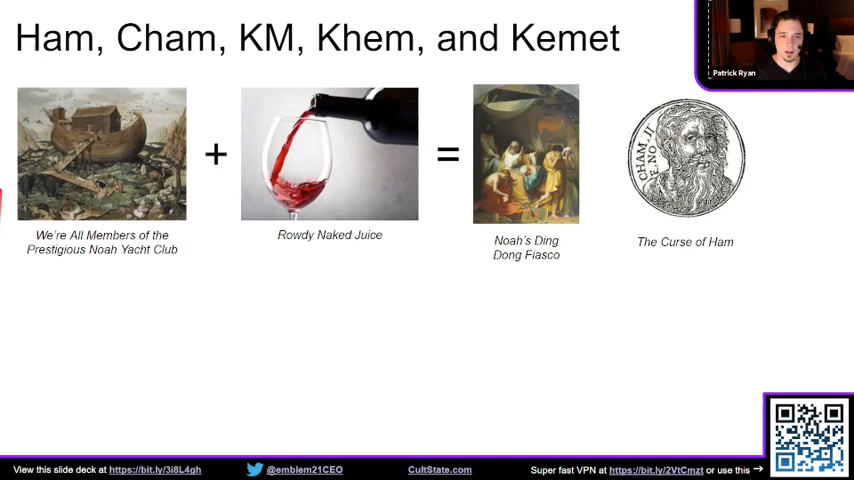 Ham, Cham, KM, Khem, and Kemet
Patrick Ryan
+
=
CHAM, II
F. NO.
We're All Members of the
Prestigious Noah Yacht Club
Rowdy Naked Juice
Noah's Ding
Dong Fiasco
The Curse of Ham
View this slide deck at https://bit.ly/3i8L4gh
@emblem21CEO
CultState.com
Super fast VPN at https://bit.ly/2VtCmzt or use this →